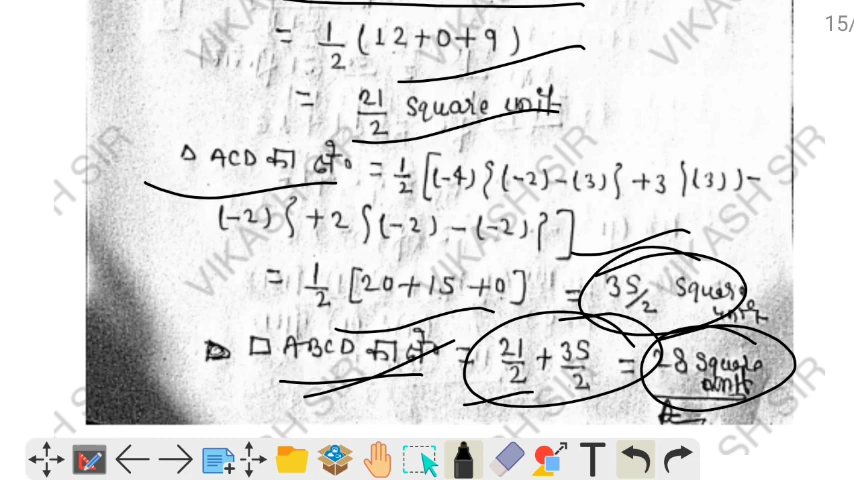 15/
= 1/2 (12+0+9)
= 21/2 square unit
Δ ACD का क्षे० = 1/2 [(-4){(-2)-(3)}+3{(3))-
(-2)}+2{(-2)-(-2)}]
= 1/2 [20+15+0] = 35/2 square unit
□ ABCD का क्षे० = 21/2 + 35/2 = 28 square unit
VIKASH SIR
T